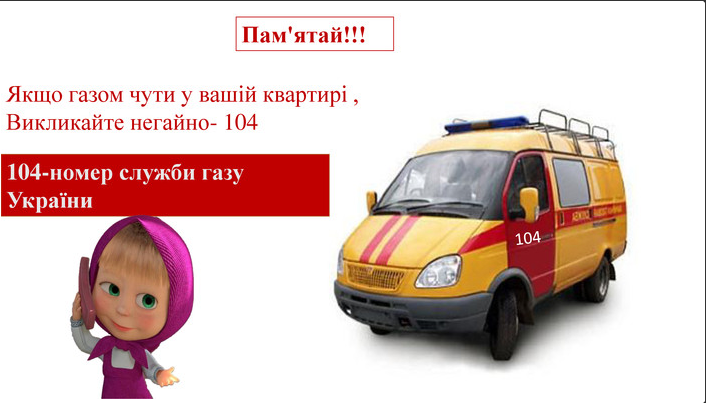 Пам'ятай!!!
Якщо газом чути у вашій квартирі ,
Викликайте негайно- 104
104-номер служби газу
України
104